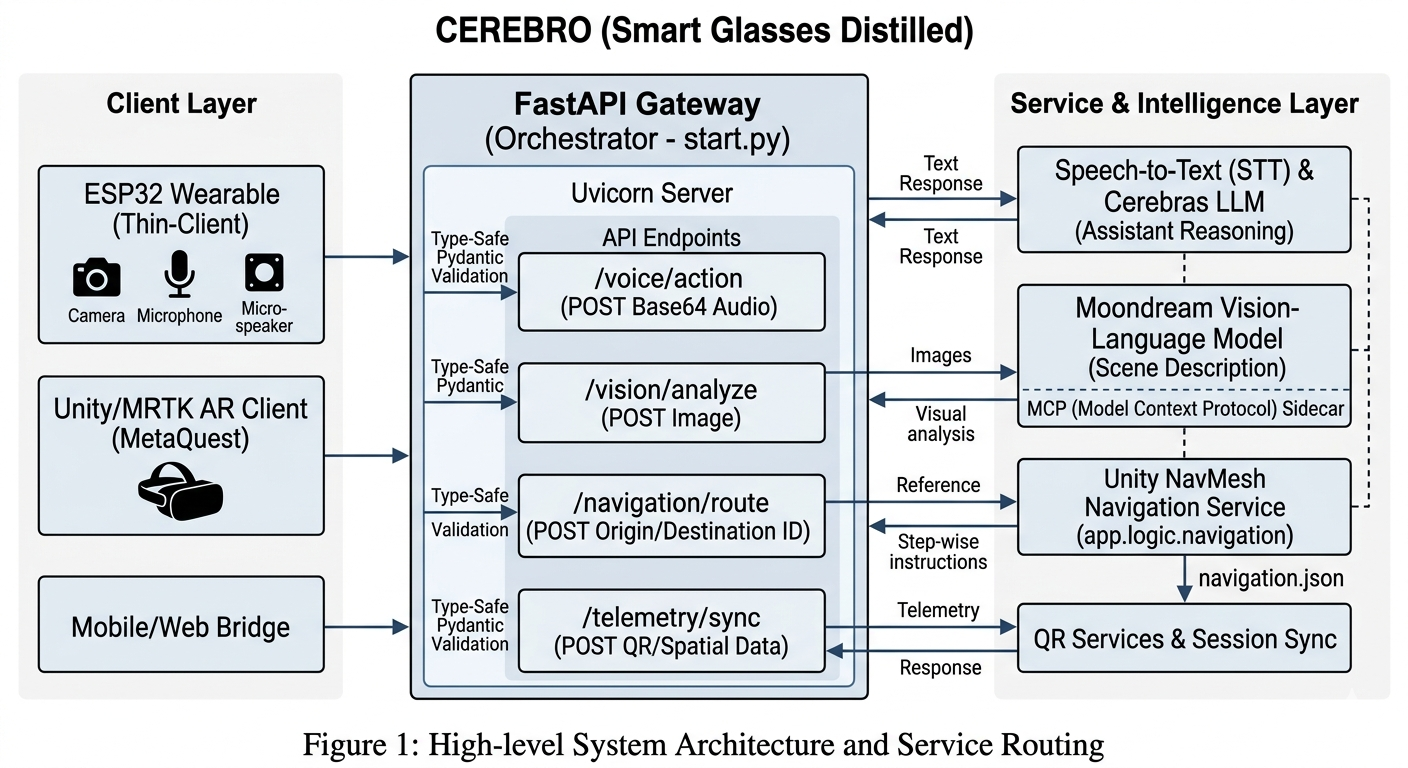 CEREBRO (Smart Glasses Distilled)
Client Layer
ESP32 Wearable
(Thin-Client)
Camera
Microphone
Micro-
speaker
Unity/MRTK AR Client
(MetaQuest)
Mobile/Web Bridge
FastAPI Gateway
(Orchestrator - start.py)
Uvicorn Server
API Endpoints
Type-Safe
Pydantic
Validation
/voice/action
(POST Base64 Audio)
Type-Safe
Pydantic
/vision/analyze
(POST Image)
Type-Safe
Validation
/navigation/route
(POST Origin/Destination ID)
Type-Safe
Pydantic
Validation
/telemetry/sync
(POST QR/Spatial Data)
Text
Response
Text
Response
Images
Visual
analysis
Reference
Step-wise
instructions
Telemetry
Response
Service & Intelligence Layer
Speech-to-Text (STT) &
Cerebras LLM
(Assistant Reasoning)
Moondream Vision-
Language Model
(Scene Description)
MCP (Model Context Protocol) Sidecar
Unity NavMesh
Navigation Service
(app.logic.navigation)
navigation.json
QR Services & Session Sync
Figure 1: High-level System Architecture and Service Routing